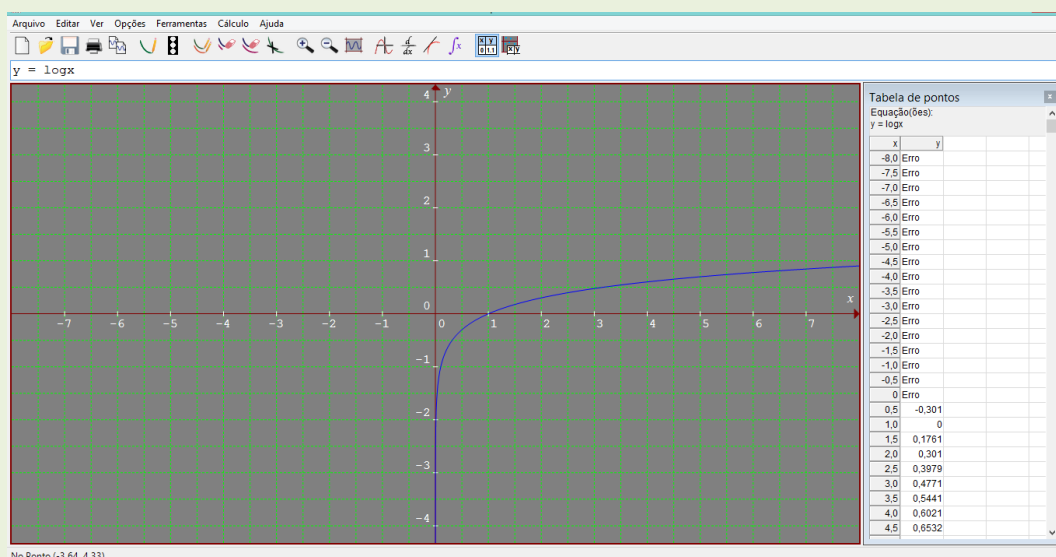 Arquivo Editar Ver Opções Ferramentas Cálculo Ajuda
y = logx
4 y
3
2
1
0 x
-7 -6 -5 -4 -3 -2 -1 0 1 2 3 4 5 6 7
-1
-2
-3
-4
Tabela de pontos x
Equação(ões):
y = logx
x y
-8,0 Erro
-7,5 Erro
-7,0 Erro
-6,5 Erro
-6,0 Erro
-5,5 Erro
-5,0 Erro
-4,5 Erro
-4,0 Erro
-3,5 Erro
-3,0 Erro
-2,5 Erro
-2,0 Erro
-1,5 Erro
-1,0 Erro
-0,5 Erro
0 Erro
0,5 -0,301
1,0 0
1,5 0,1761
2,0 0,301
2,5 0,3979
3,0 0,4771
3,5 0,5441
4,0 0,6021
4,5 0,6532
No Ponto (-3.64, 4.33)